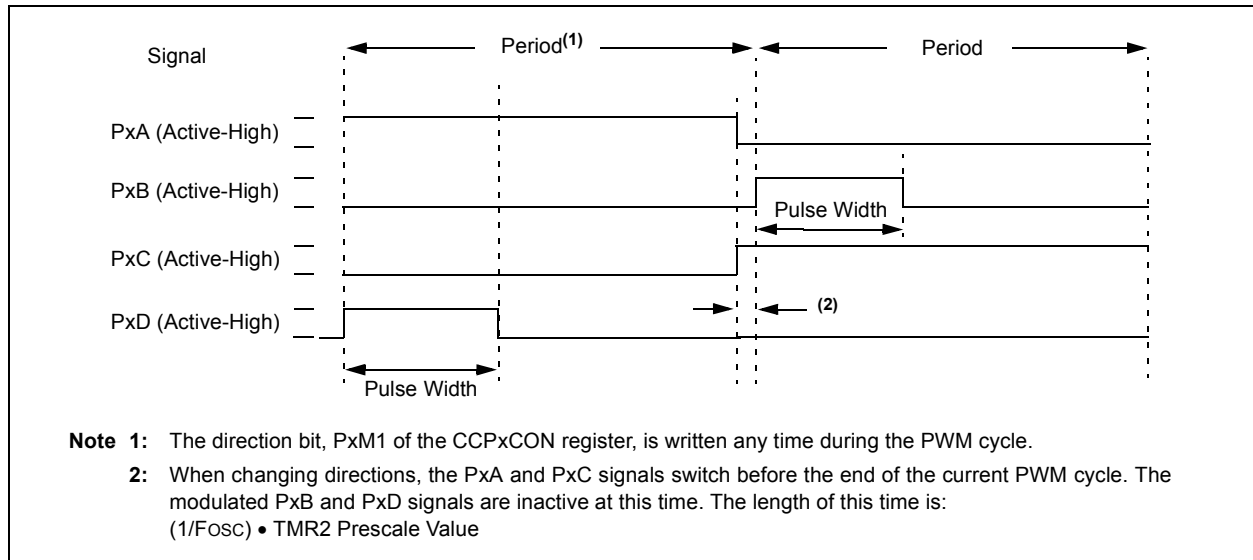 Signal
Period(1)
Period
PxA (Active-High)
PxB (Active-High)
Pulse Width
PxC (Active-High)
(2)
PxD (Active-High)
Pulse Width
Note 1: The direction bit, PxM1 of the CCPxCON register, is written any time during the PWM cycle.
2: When changing directions, the PxA and PxC signals switch before the end of the current PWM cycle. The
modulated PxB and PxD signals are inactive at this time. The length of this time is:
(1/FOSC) • TMR2 Prescale Value